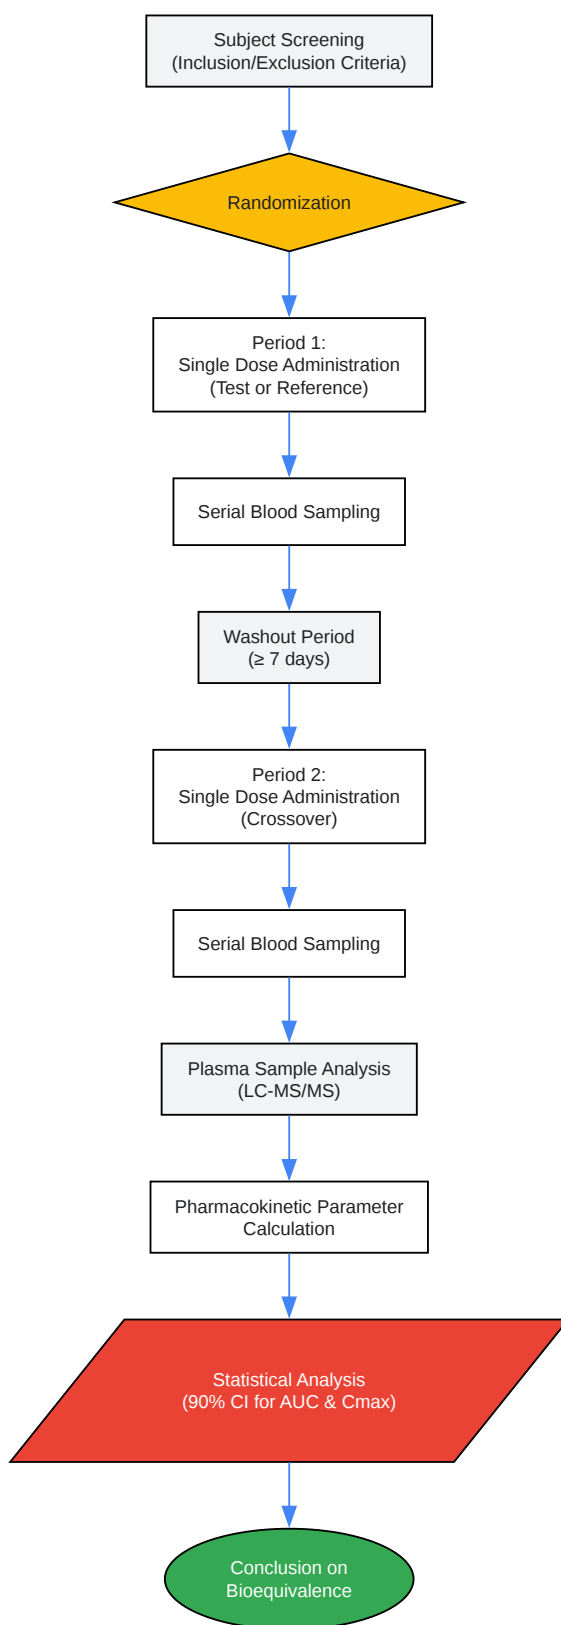 Subject Screening
(Inclusion/Exclusion Criteria)
Randomization
Period 1:
Single Dose Administration
(Test or Reference)
Serial Blood Sampling
Washout Period
(≥ 7 days)
Period 2:
Single Dose Administration
(Crossover)
Serial Blood Sampling
Plasma Sample Analysis
(LC-MS/MS)
Pharmacokinetic Parameter
Calculation
Statistical Analysis
(90% CI for AUC & Cmax)
Conclusion on
Bioequivalence